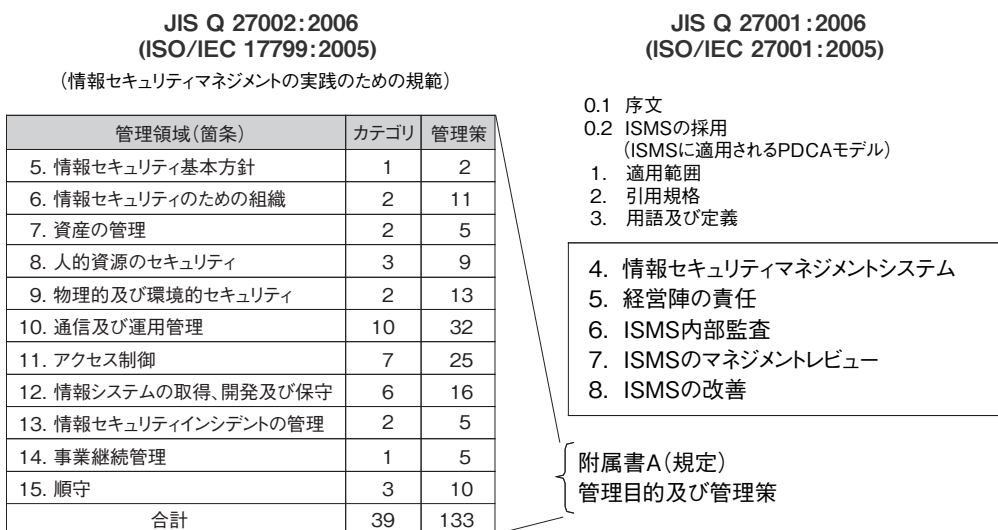 JIS Q 27002:2006
(ISO/IEC 17799:2005)
(情報セキュリティマネジメントの実践のための規範)
管理領域(箇条) カテゴリ 管理策
5. 情報セキュリティ基本方針 1 2
6. 情報セキュリティのための組織 2 11
7. 資産の管理 2 5
8. 人的資源のセキュリティ 3 9
9. 物理的及び環境的セキュリティ 2 13
10. 通信及び運用管理 10 32
11. アクセス制御 7 25
12. 情報システムの取得、開発及び保守 6 16
13. 情報セキュリティインシデントの管理 2 5
14. 事業継続管理 1 5
15. 順守 3 10
合計 39 133
JIS Q 27001:2006
(ISO/IEC 27001:2005)
0.1 序文
0.2 ISMSの採用
(ISMSに適用されるPDCAモデル)
1. 適用範囲
2. 引用規格
3. 用語及び定義
4. 情報セキュリティマネジメントシステム
5. 経営陣の責任
6. ISMS内部監査
7. ISMSのマネジメントレビュー
8. ISMSの改善
附属書A(規定)
管理目的及び管理策